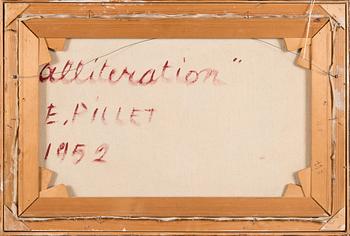 alliteration"
E. PILLET
1952